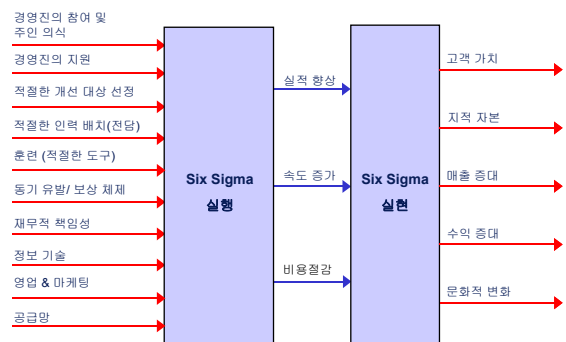 경영진의 참여 및
주인 의식
경영진의 지원
적절한 개선 대상 선정
적절한 인력 배치(전담)
훈련 (적절한 도구)
동기 유발/ 보상 체제
재무적 책임성
정보 기술
영업 & 마케팅
공급망
Six Sigma
실행
실적 향상
속도 증가
비용절감
Six Sigma
실현
고객 가치
지적 자본
매출 증대
수익 증대
문화적 변화